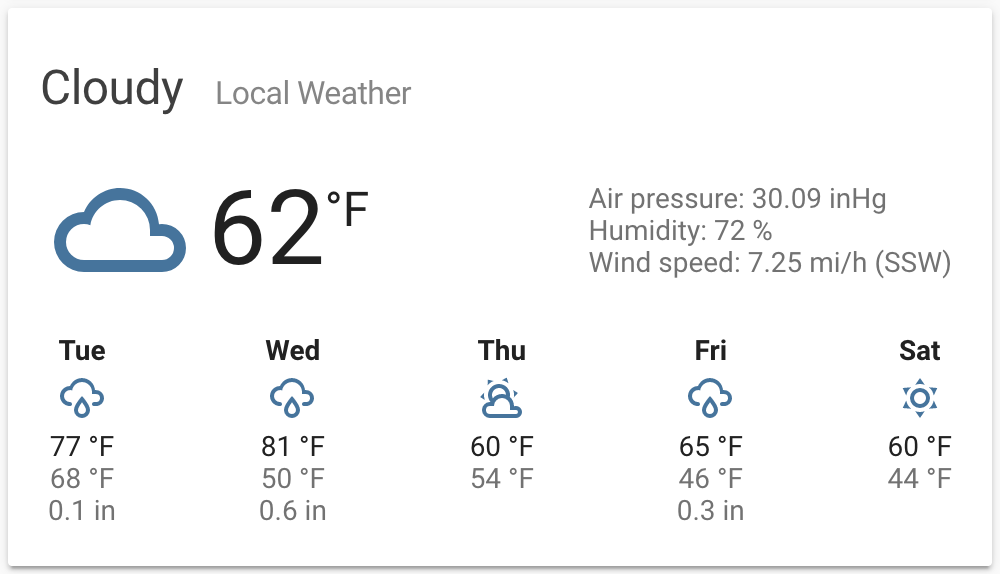 Cloudy Local Weather
62 °F
Air pressure: 30.09 inHg
Humidity: 72 %
Wind speed: 7.25 mi/h (SSW)
Tue Wed Thu Fri Sat
77 °F 81 °F 60 °F 65 °F 60 °F
68 °F 50 °F 54 °F 46 °F 44 °F
0.1 in 0.6 in 0.3 in